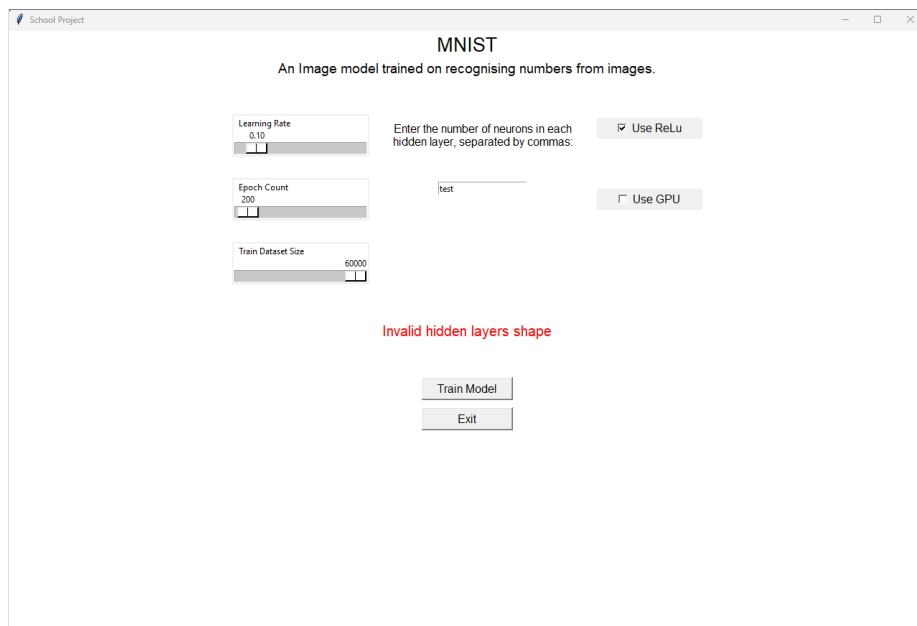 School Project
MNIST
An Image model trained on recognising numbers from images.
Learning Rate
0.10
Enter the number of neurons in each
hidden layer, separated by commas:
Use ReLu
Epoch Count
200
test
Use GPU
Train Dataset Size
60000
Invalid hidden layers shape
Train Model
Exit